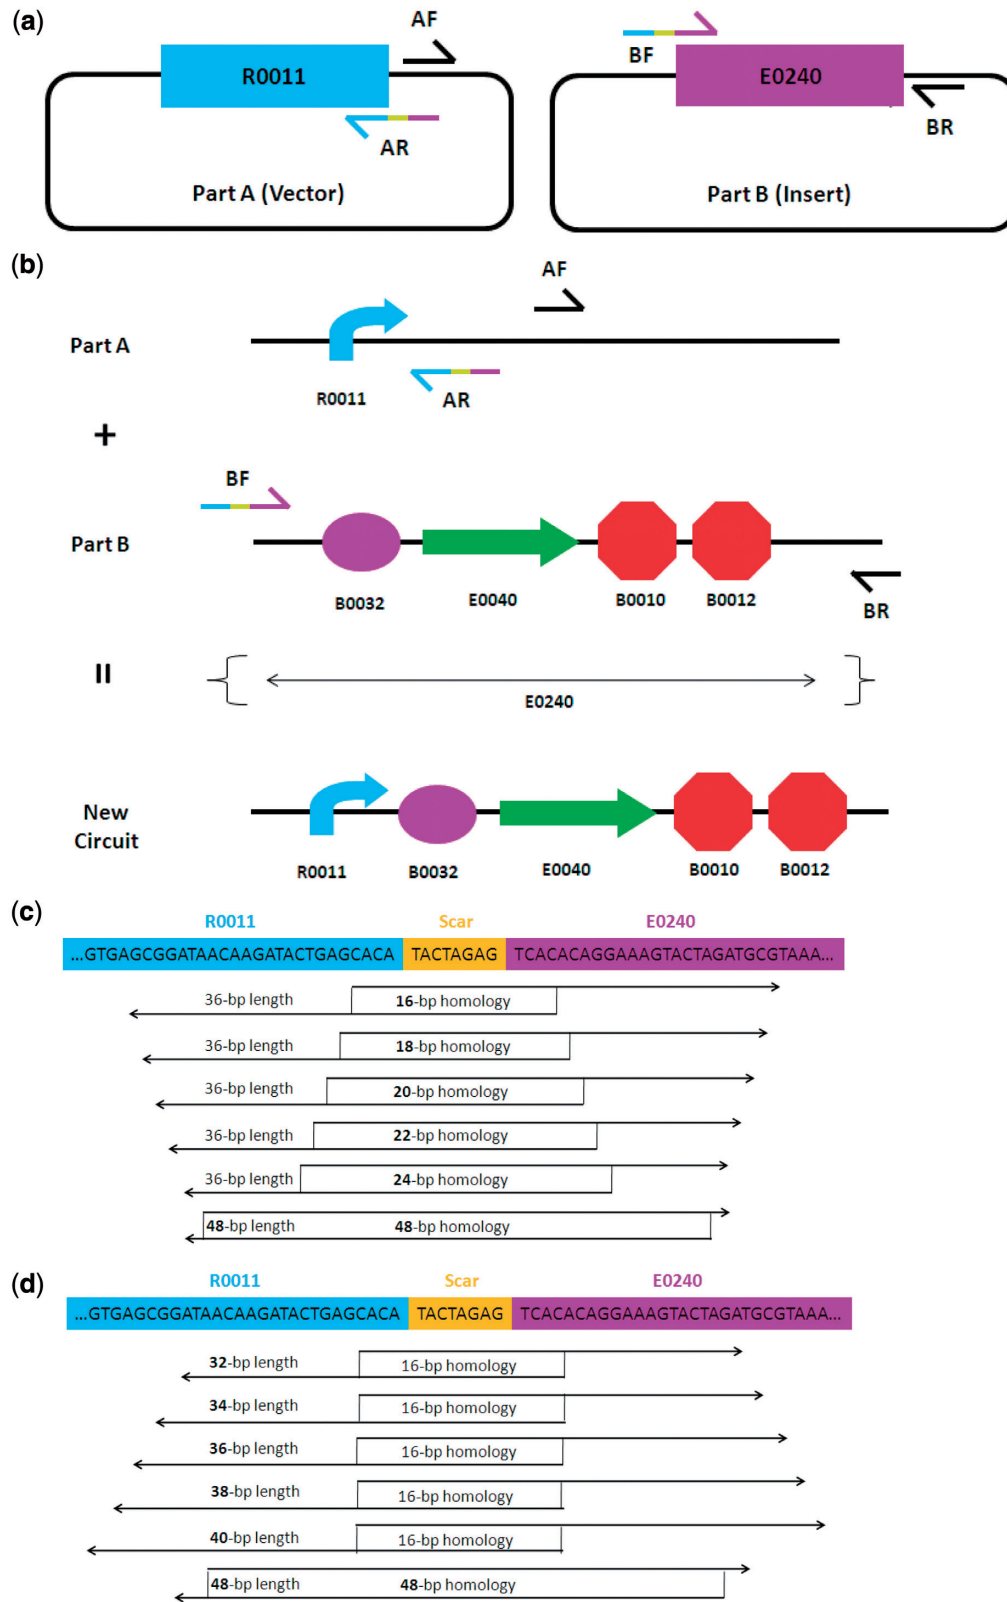 (a)
AF
R0011
AR
Part A (Vector)
BF
E0240
BR
Part B (Insert)
(b)
AF
Part A
R0011
AR
+
BF
Part B
B0032
E0040
B0010
B0012
BR
=
E0240
New
Circuit
R0011
B0032
E0040
B0010
B0012
(c)
R0011 Scar E0240
...GTGAGCGGATAACAAGATACTGAGCACA TACTAGAG TCACACAGGAAAGTACTAGATGCGTAAA...
36-bp length 16-bp homology
36-bp length 18-bp homology
36-bp length 20-bp homology
36-bp length 22-bp homology
36-bp length 24-bp homology
48-bp length 48-bp homology
(d)
R0011 Scar E0240
...GTGAGCGGATAACAAGATACTGAGCACA TACTAGAG TCACACAGGAAAGTACTAGATGCGTAAA...
32-bp length 16-bp homology
34-bp length 16-bp homology
36-bp length 16-bp homology
38-bp length 16-bp homology
40-bp length 16-bp homology
48-bp length 48-bp homology